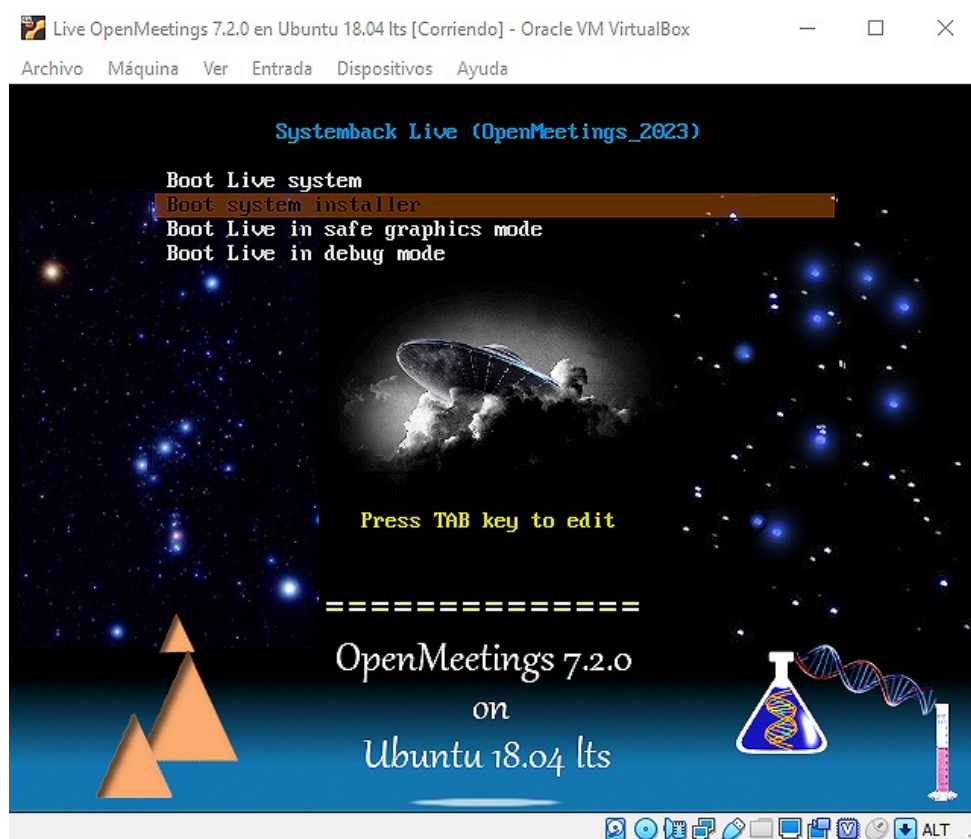 Live OpenMeetings 7.2.0 en Ubuntu 18.04 lts [Corriendo] - Oracle VM VirtualBox
Archivo Máquina Ver Entrada Dispositivos Ayuda
Systemback Live (OpenMeetings_2023)
Boot Live system
Boot system installer
Boot Live in safe graphics mode
Boot Live in debug mode
Press TAB key to edit
==============
OpenMeetings 7.2.0
on
Ubuntu 18.04 lts
ALT